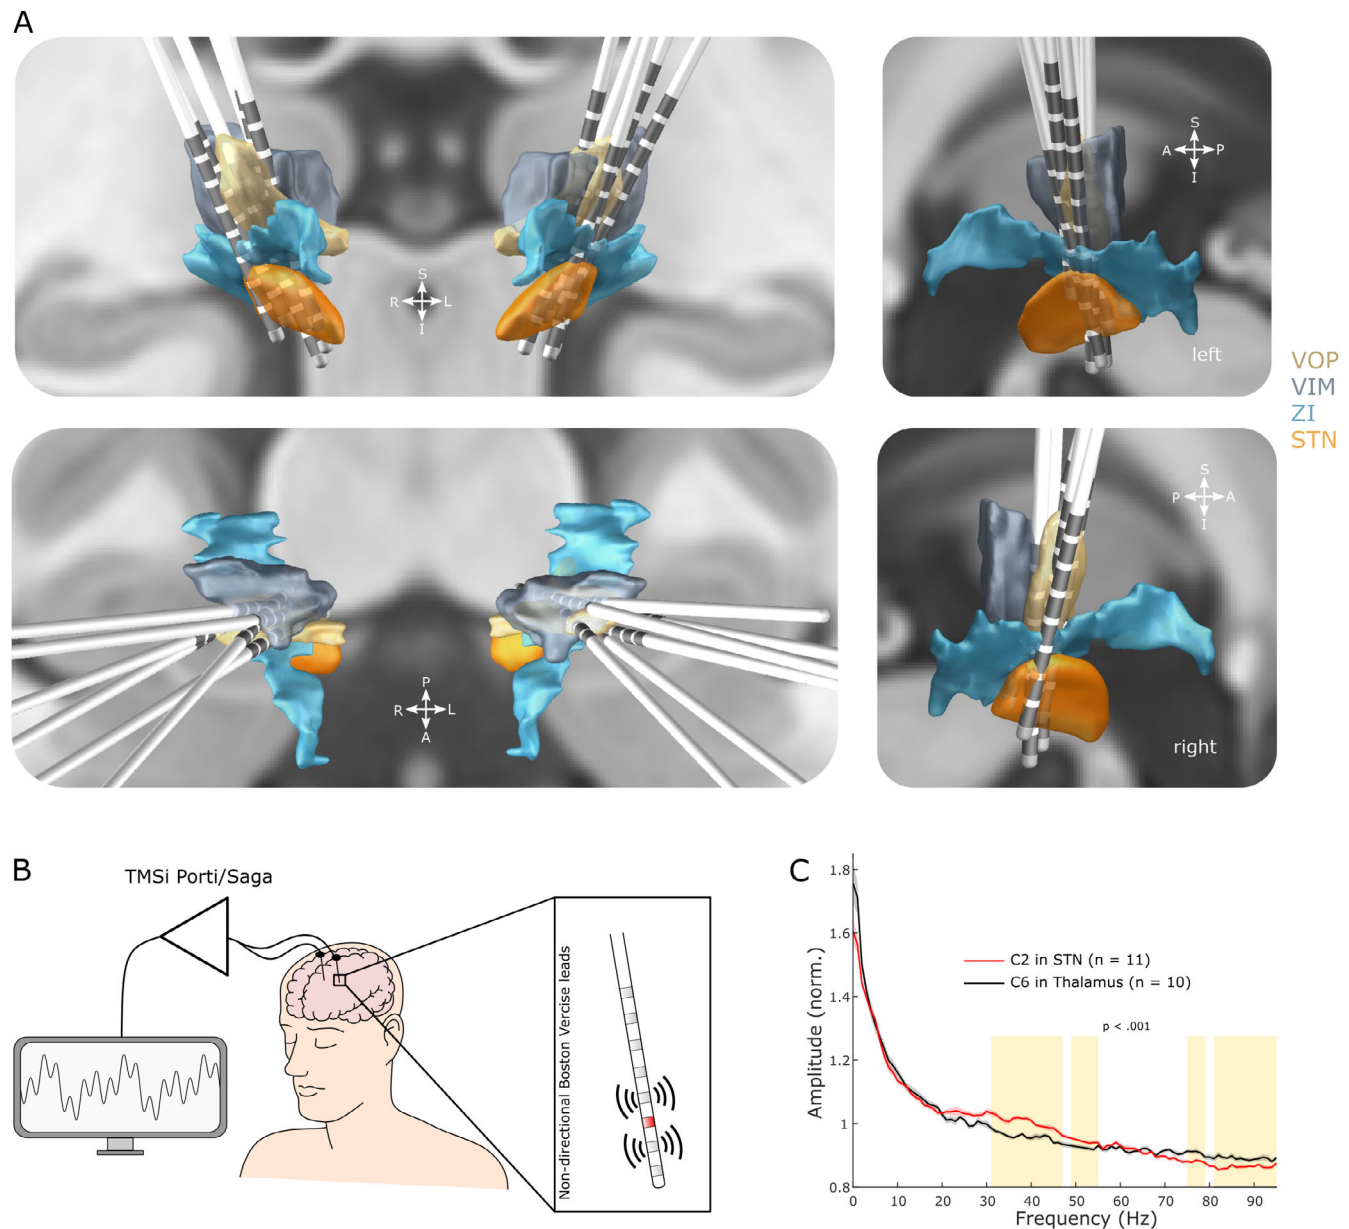 A
S
R L
I
S
A P
I
left
VOP
VIM
ZI
STN
P
R L
A
S
P A
I
right
B
TMSi Porti/Saga
Non-directional Boston Vercise leads
C
Amplitude (norm.)
1.8
1.6
1.4
1.2
1
0.8
C2 in STN (n = 11)
C6 in Thalamus (n = 10)
p < .001
0 10 20 30 40 50 60 70 80 90
Frequency (Hz)